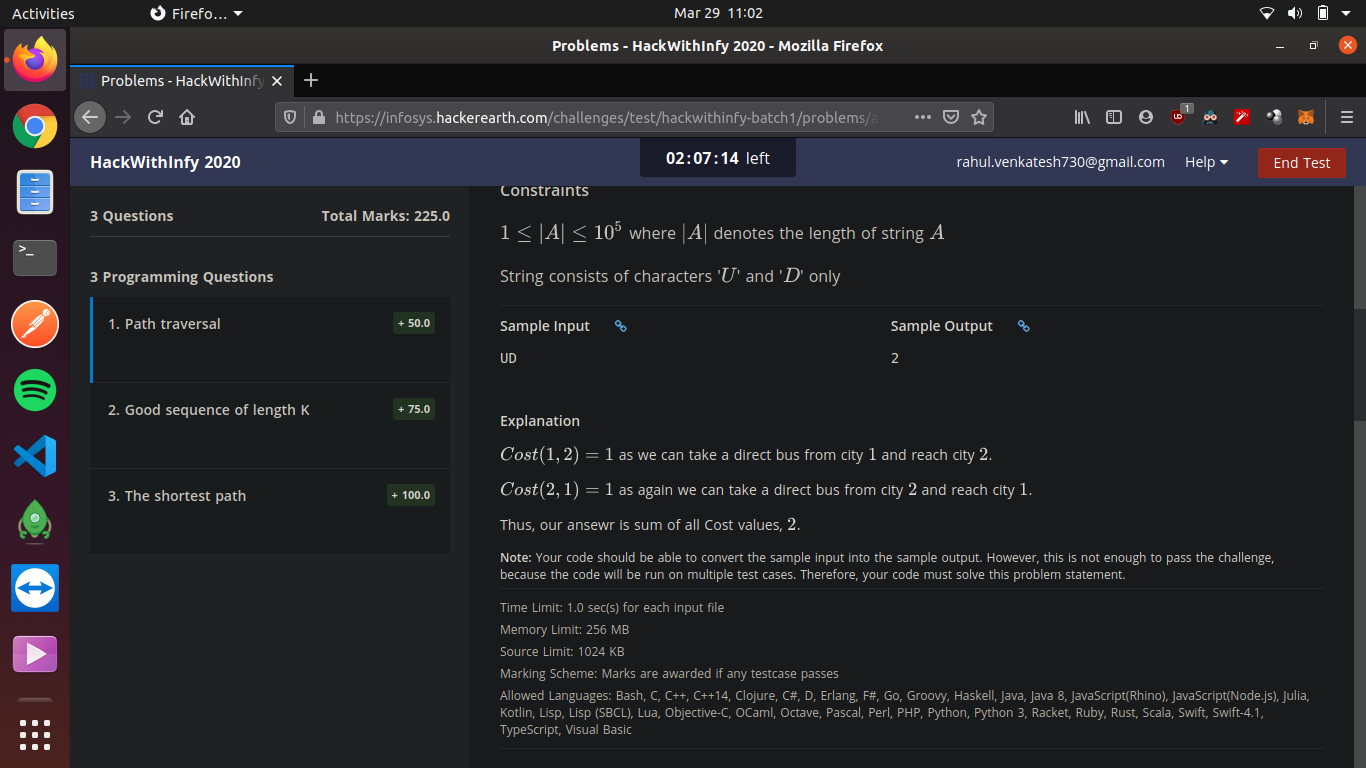 Activities
Firefo...
Mar 29 11:02
Problems - HackWithInfy 2020 - Mozilla Firefox
Problems - HackWithInfy
https://infosys.hackerearth.com/challenges/test/hackwithinfy-batch1/problems/a
1
HackWithInfy 2020
02:07:14 left
rahul.venkatesh730@gmail.com
Help
End Test
3 Questions
Total Marks: 225.0
3 Programming Questions
1. Path traversal
+ 50.0
2. Good sequence of length K
+ 75.0
3. The shortest path
+ 100.0
Constraints
1 ≤ |A| ≤ 10⁵ where |A| denotes the length of string A
String consists of characters 'U' and 'D' only
Sample Input
Sample Output
UD
2
Explanation
Cost(1, 2) = 1 as we can take a direct bus from city 1 and reach city 2.
Cost(2, 1) = 1 as again we can take a direct bus from city 2 and reach city 1.
Thus, our ansewr is sum of all Cost values, 2.
Note: Your code should be able to convert the sample input into the sample output. However, this is not enough to pass the challenge,
because the code will be run on multiple test cases. Therefore, your code must solve this problem statement.
Time Limit: 1.0 sec(s) for each input file
Memory Limit: 256 MB
Source Limit: 1024 KB
Marking Scheme: Marks are awarded if any testcase passes
Allowed Languages: Bash, C, C++, C++14, Clojure, C#, D, Erlang, F#, Go, Groovy, Haskell, Java, Java 8, JavaScript(Rhino), JavaScript(Node.js), Julia,
Kotlin, Lisp, Lisp (SBCL), Lua, Objective-C, OCaml, Octave, Pascal, Perl, PHP, Python, Python 3, Racket, Ruby, Rust, Scala, Swift, Swift-4.1,
TypeScript, Visual Basic